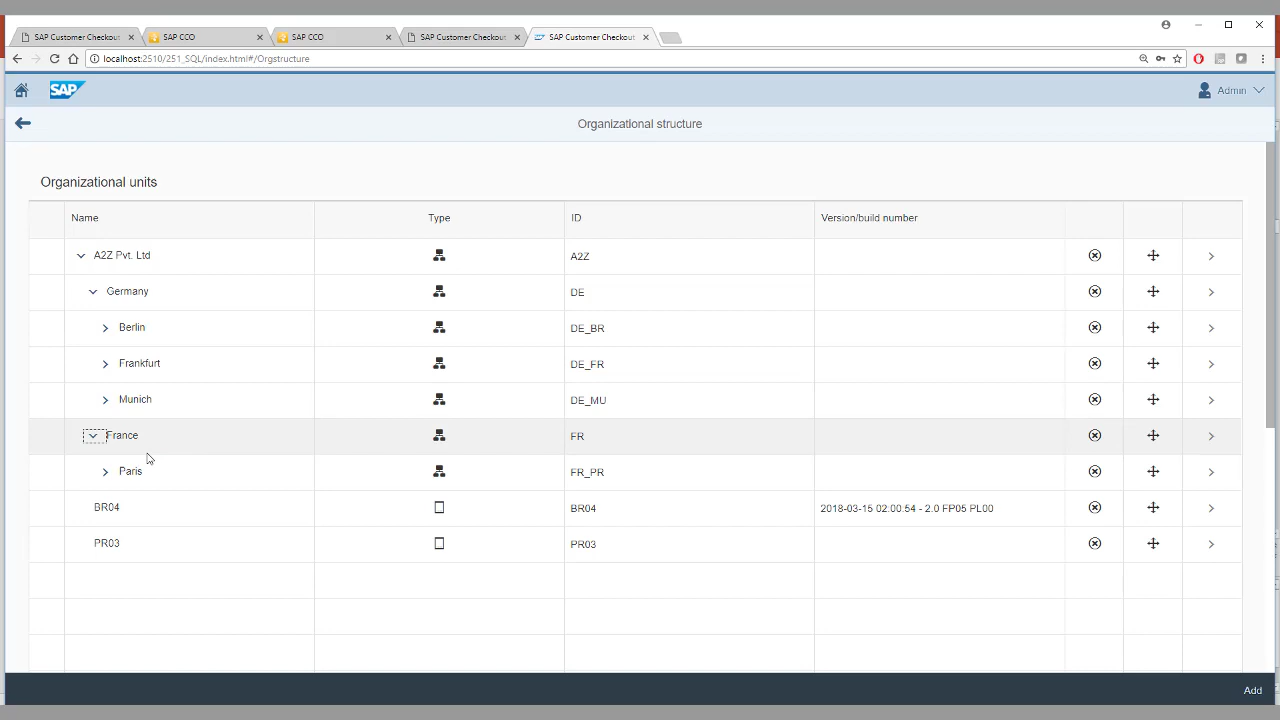 SAP Customer Checkout
SAP CCO
SAP CCO
SAP Customer Checkout
SAP Customer Checkout
localhost:2510/251_SQL/index.html#/Orgstructure
SAP
Admin
Organizational structure
Organizational units
Name Type ID Version/build number
A2Z Pvt. Ltd A2Z
Germany DE
Berlin DE_BR
Frankfurt DE_FR
Munich DE_MU
France FR
Paris FR_PR
BR04 BR04 2018-03-15 02:00:54 - 2.0 FP05 PL00
PR03 PR03
Add